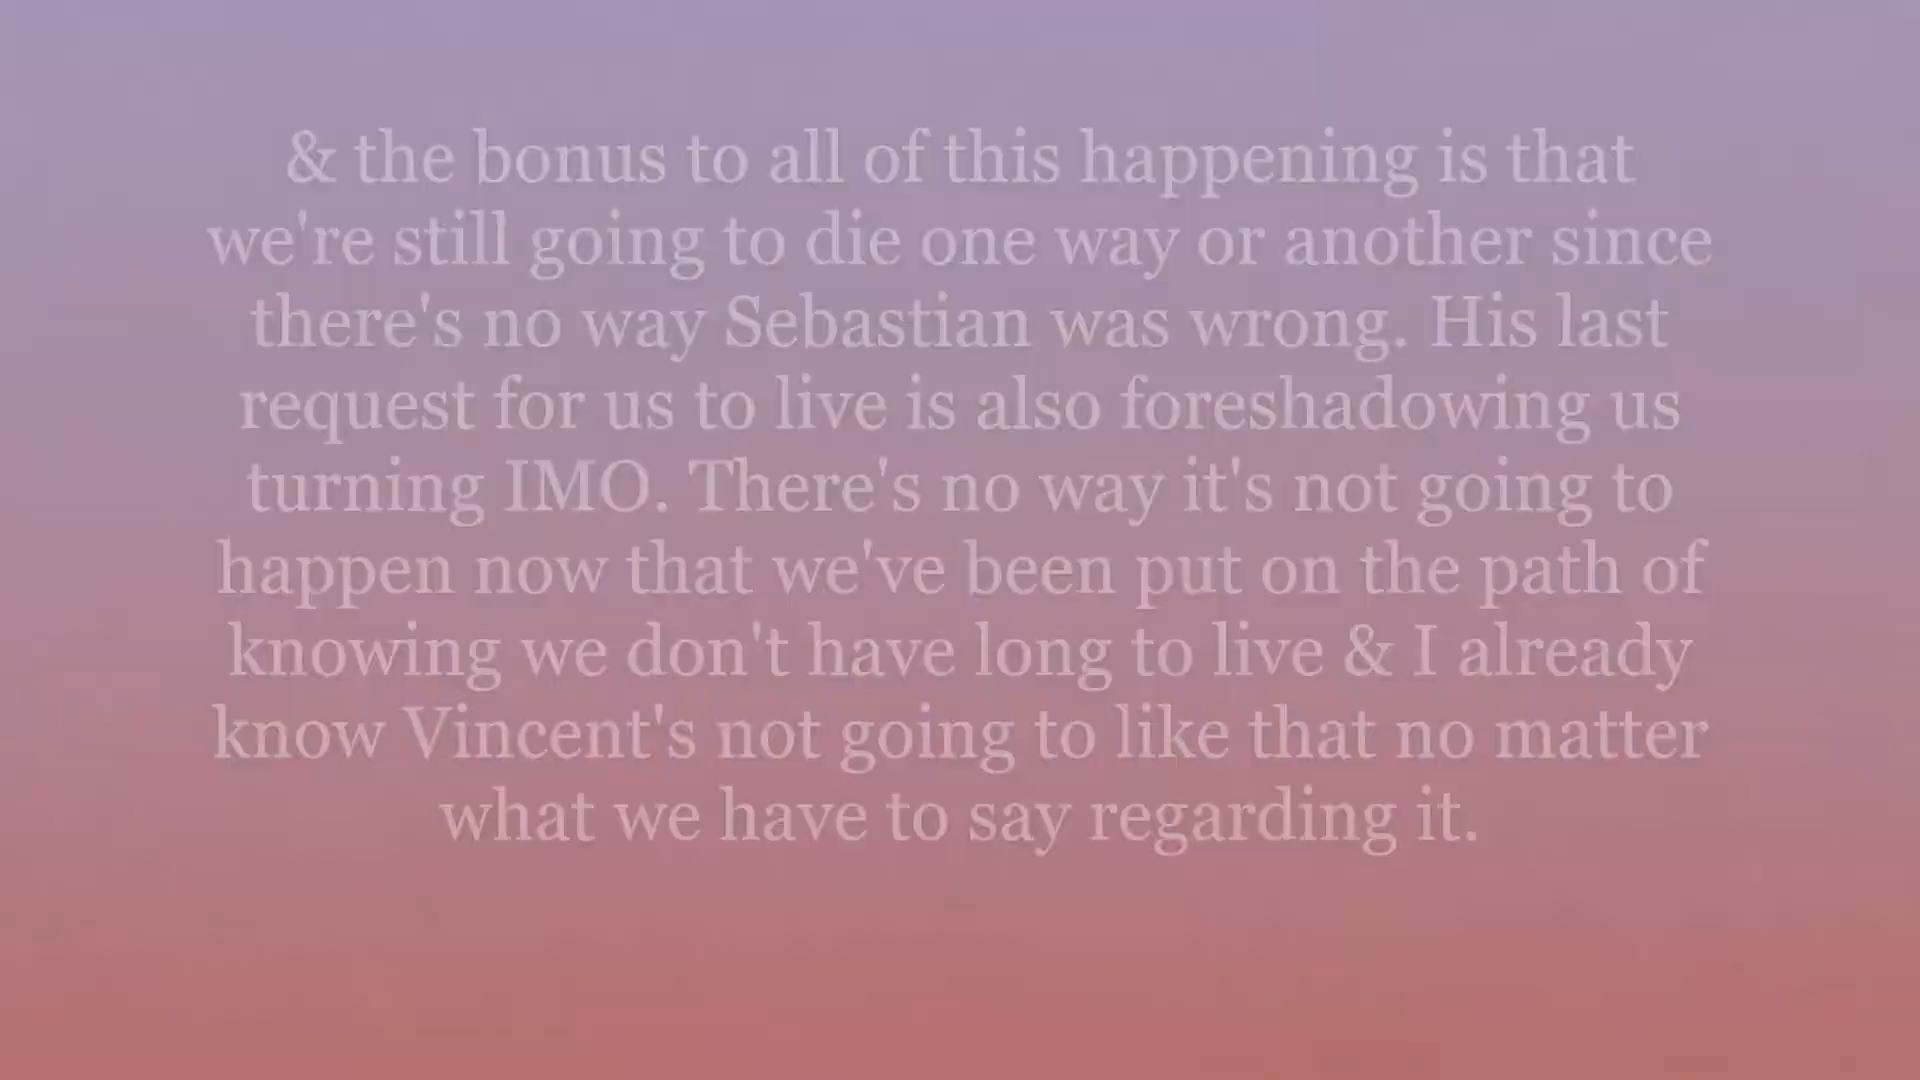 & the bonus to all of this happening is that
we're still going to die one way or another since
there's no way Sebastian was wrong. His last
request for us to live is also foreshadowing us
turning IMO. There's no way it's not going to
happen now that we've been put on the path of
knowing we don't have long to live & I already
know Vincent's not going to like that no matter
what we have to say regarding it.